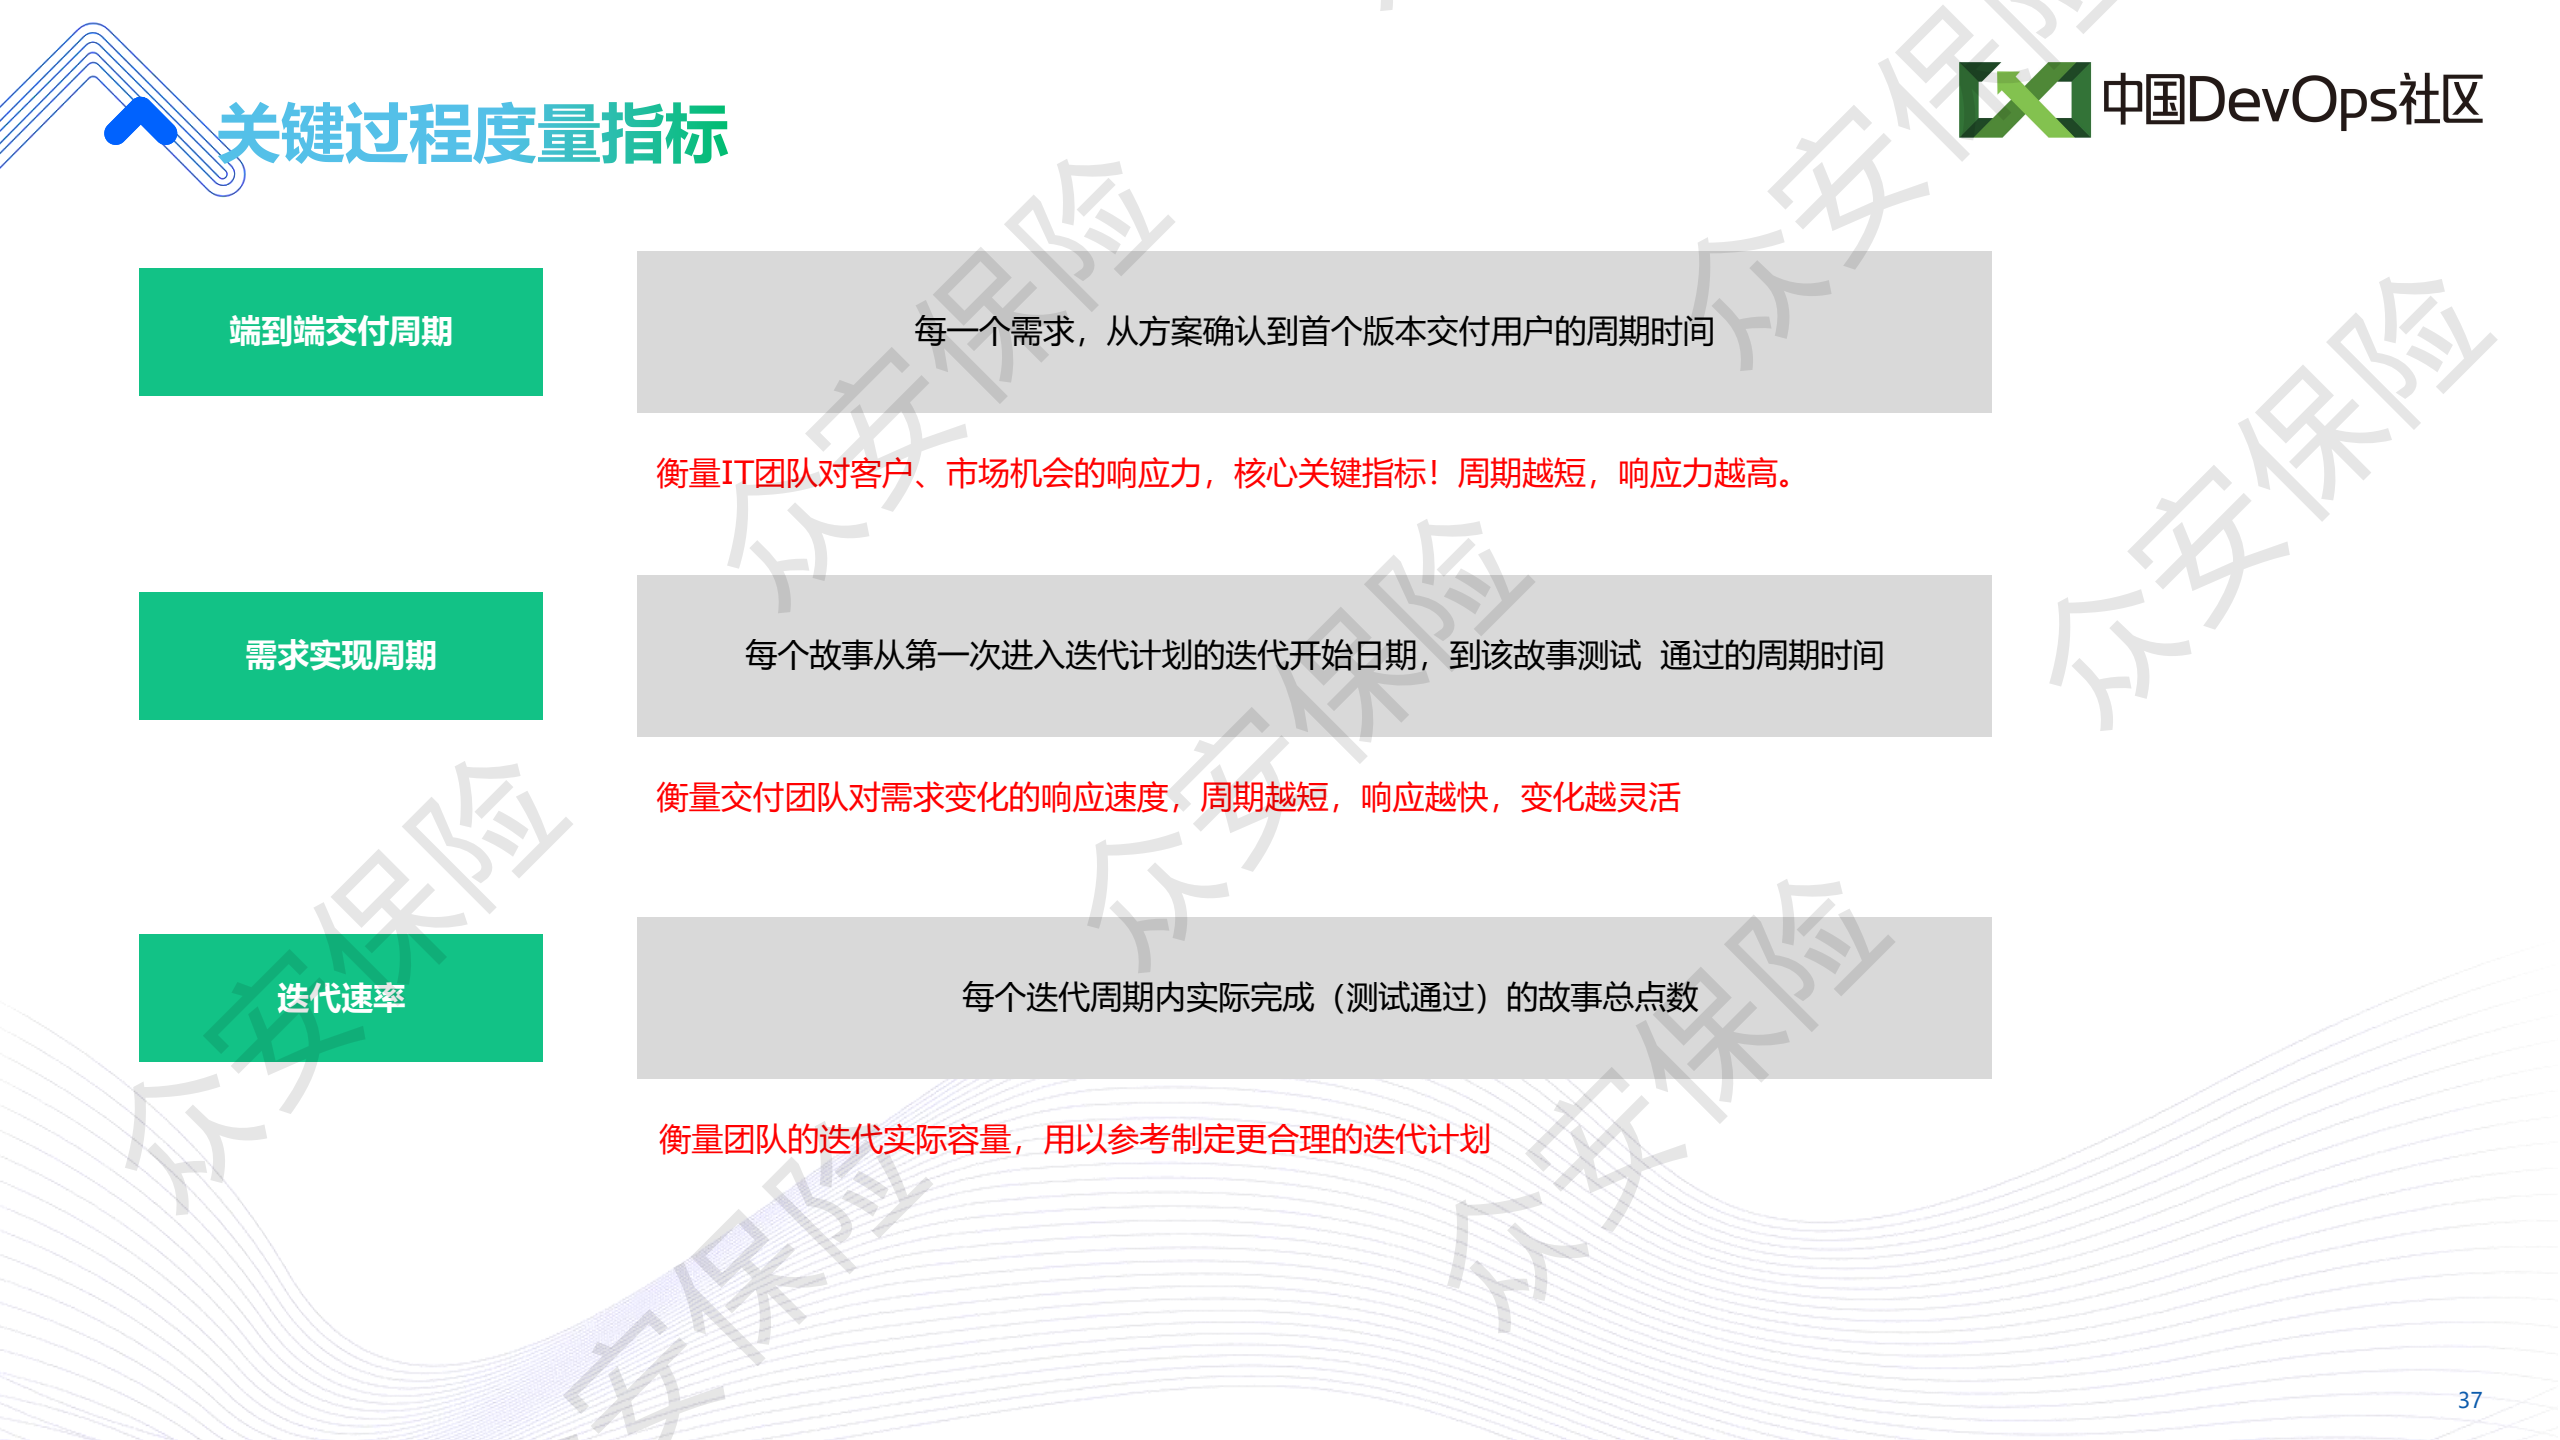 关键过程度量指标
中国DevOps社区
端到端交付周期
每一个需求，从方案确认到首个版本交付用户的周期时间
衡量IT团队对客户、市场机会的响应力，核心关键指标！周期越短，响应力越高。
需求实现周期
每个故事从第一次进入迭代计划的迭代开始日期，到该故事测试 通过的周期时间
衡量交付团队对需求变化的响应速度，周期越短，响应越快，变化越灵活
迭代速率
每个迭代周期内实际完成（测试通过）的故事总点数
衡量团队的迭代实际容量，用以参考制定更合理的迭代计划
众安保险
众安保险
众安保险
众安保险
众安保险
众安保险
安保险
37